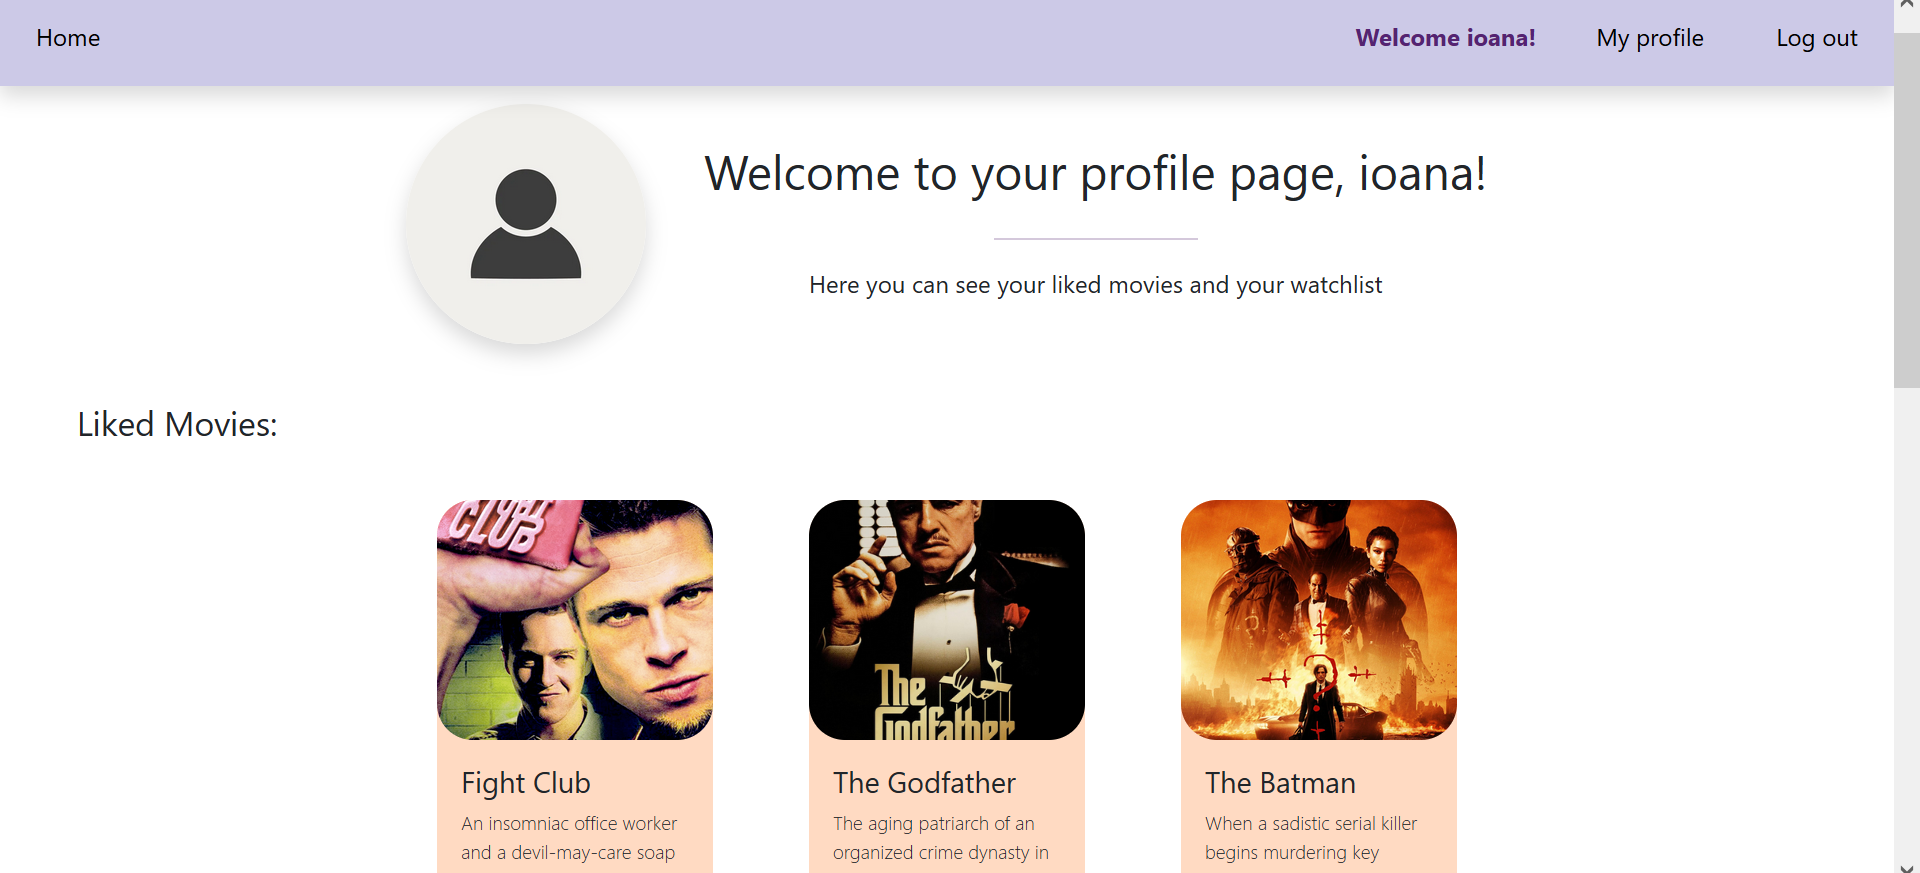 Home
Welcome ioana!
My profile
Log out
Welcome to your profile page, ioana!
Here you can see your liked movies and your watchlist
Liked Movies:
CLUB
The
Godfather
Fight Club
An insomniac office worker
and a devil-may-care soap
The Godfather
The aging patriarch of an
organized crime dynasty in
The Batman
When a sadistic serial killer
begins murdering key